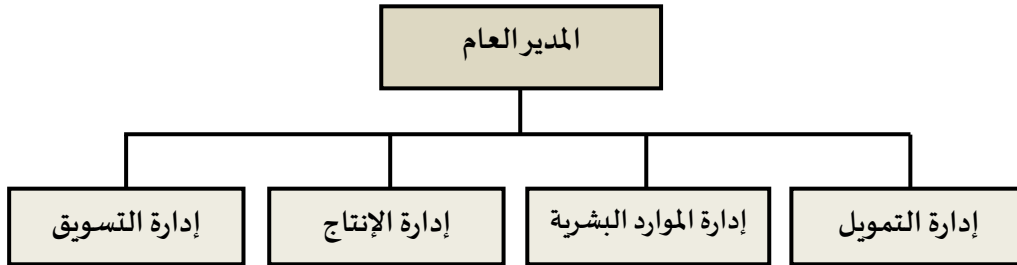 المدير العام
إدارة التمويل
إدارة الموارد البشرية
إدارة الإنتاج
إدارة التسويق